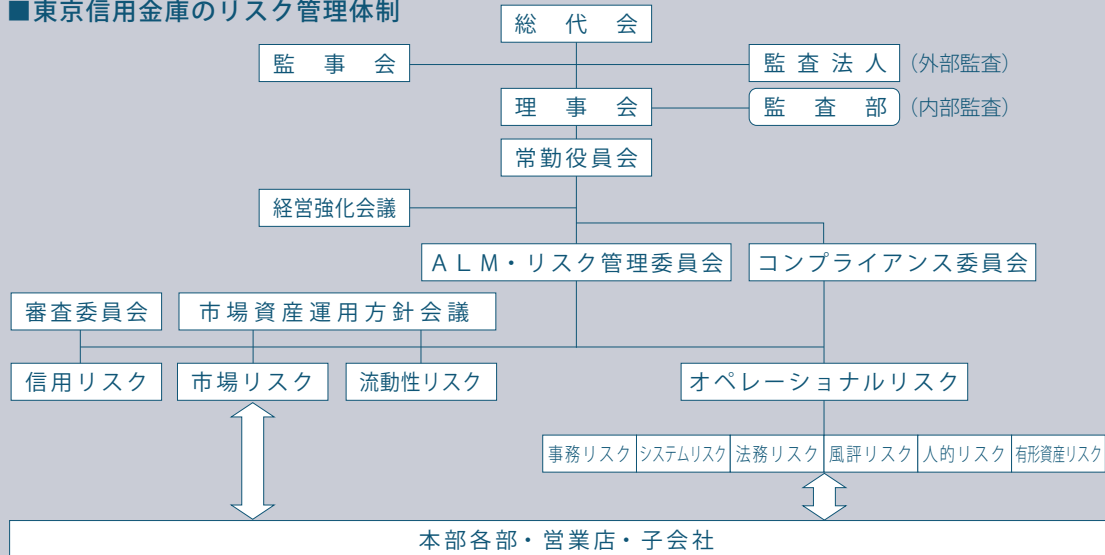 ■東京信用金庫のリスク管理体制
総代会
監事会
監査法人 (外部監査)
理事会
監査部 (内部監査)
常勤役員会
経営強化会議
ALM・リスク管理委員会
コンプライアンス委員会
審査委員会
市場資産運用方針会議
信用リスク
市場リスク
流動性リスク
オペレーショナルリスク
事務リスク
システムリスク
法務リスク
風評リスク
人的リスク
有形資産リスク
本部各部・営業店・子会社